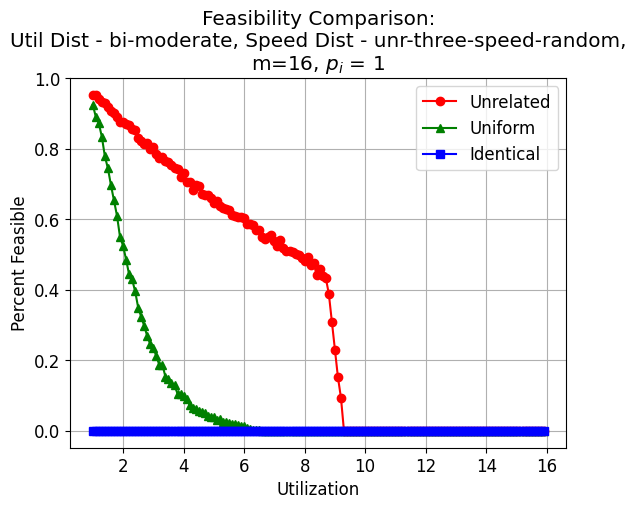 Feasibility Comparison:
Util Dist - bi-moderate, Speed Dist - unr-three-speed-random,
m=16, $p_i$ = 1
Unrelated
Uniform
Identical
Percent Feasible
1.0
0.8
0.6
0.4
0.2
0.0
2 4 6 8 10 12 14 16
Utilization